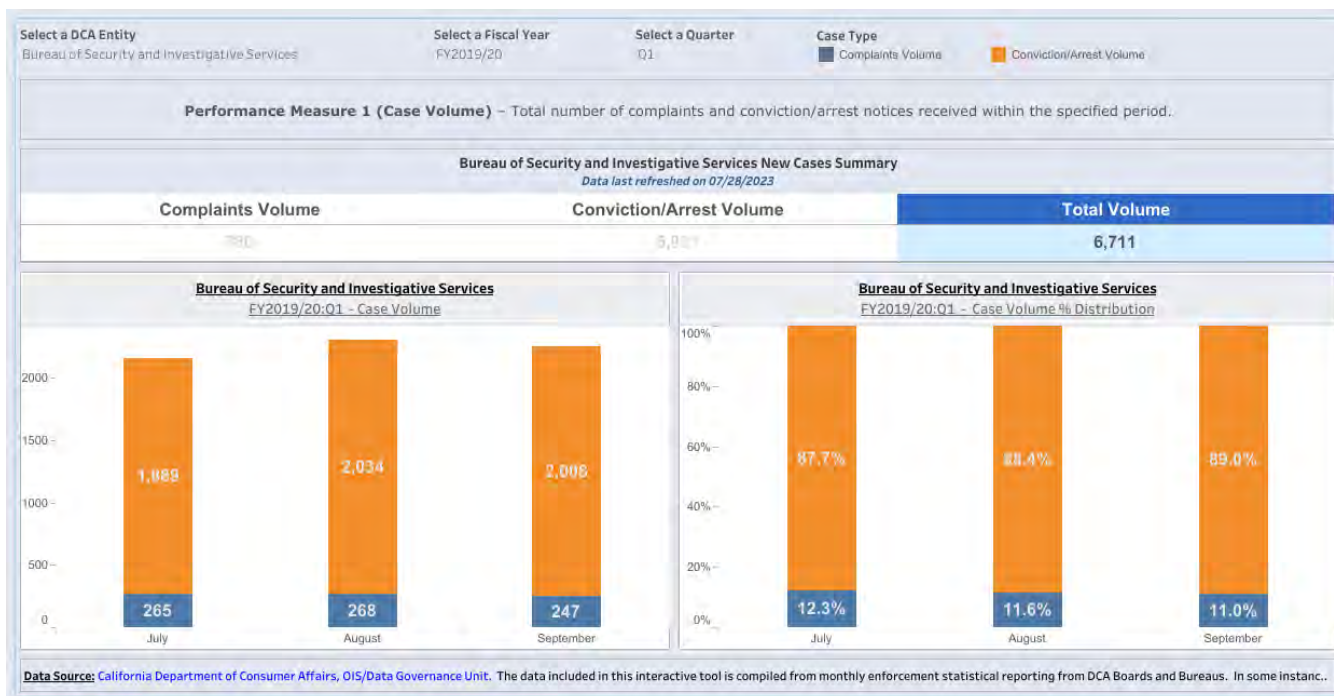 Select a DCA Entity
Select a Fiscal Year
Select a Quarter
Case Type
Bureau of Security and Investigative Services
FY2019/20
Q1
Complaints Volume
Conviction/Arrest Volume
Performance Measure 1 (Case Volume) – Total number of complaints and conviction/arrest notices received within the specified period.
Bureau of Security and Investigative Services New Cases Summary
Data last refreshed on 07/28/2023
Complaints Volume
Conviction/Arrest Volume
Total Volume
780
5,931
6,711
Bureau of Security and Investigative Services
FY2019/20:Q1 - Case Volume
2000
1500
1000
500
0
1,889
2,034
2,008
265
268
247
July
August
September
Bureau of Security and Investigative Services
FY2019/20:Q1 - Case Volume % Distribution
100%
80%
60%
40%
20%
0%
87.7%
88.4%
89.0%
12.3%
11.6%
11.0%
July
August
September
Data Source: California Department of Consumer Affairs, OIS/Data Governance Unit. The data included in this interactive tool is compiled from monthly enforcement statistical reporting from DCA Boards and Bureaus. In some instanc..